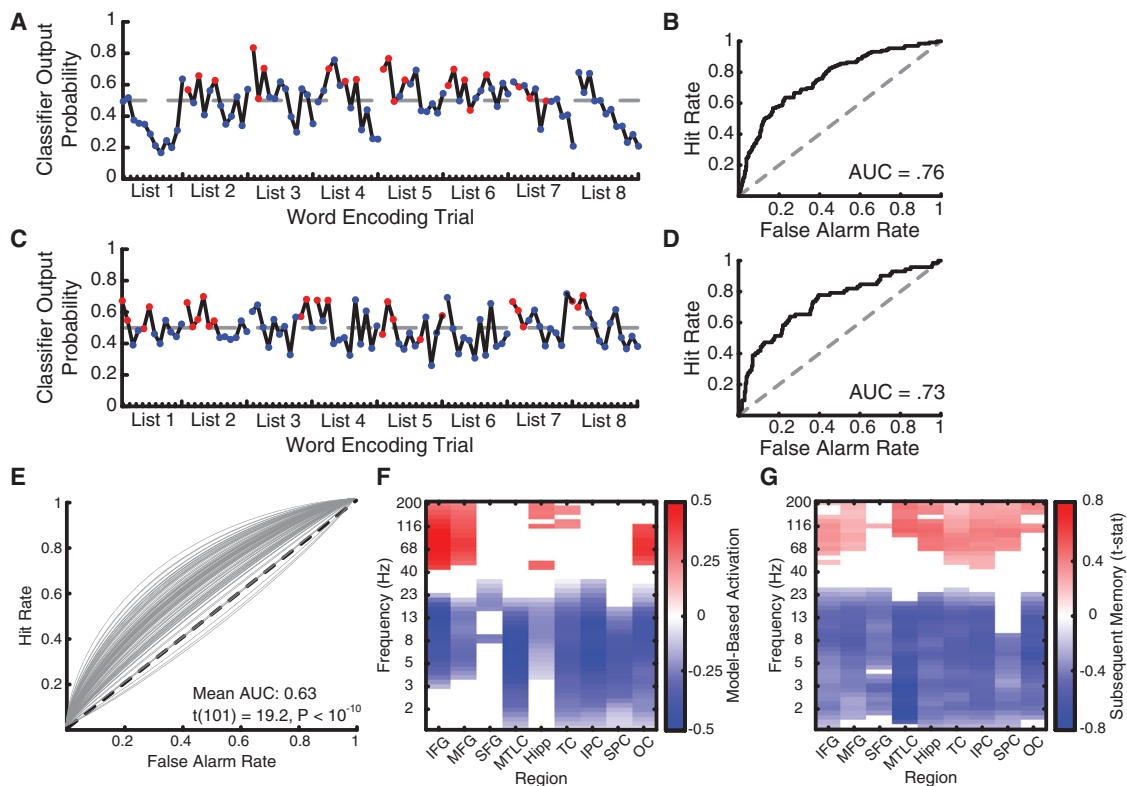 A
Classifier Output
Probability
1
0.8
0.6
0.4
0.2
0
List 1 List 2 List 3 List 4 List 5 List 6 List 7 List 8
Word Encoding Trial
B
Hit Rate
1
0.8
0.6
0.4
0.2
AUC = .76
0.2 0.4 0.6 0.8 1
False Alarm Rate
C
Classifier Output
Probability
1
0.8
0.6
0.4
0.2
0
List 1 List 2 List 3 List 4 List 5 List 6 List 7 List 8
Word Encoding Trial
D
Hit Rate
1
0.8
0.6
0.4
0.2
AUC = .73
0.2 0.4 0.6 0.8 1
False Alarm Rate
E
Hit Rate
1
0.8
0.6
0.4
0.2
Mean AUC: 0.63
t(101) = 19.2, P < 10⁻¹⁰
0.2 0.4 0.6 0.8 1
False Alarm Rate
F
Frequency (Hz)
200
116
68
40
23
13
8
5
3
2
IFG MFG SFG MTLC Hipp TC IPC SPC OC
Region
0.5
0.25
0
-0.25
-0.5
Model-Based Activation
G
Frequency (Hz)
200
116
68
40
23
13
8
5
3
2
IFG MFG SFG MTLC Hipp TC IPC SPC OC
Region
0.8
0.4
0
-0.4
-0.8
Subsequent Memory (t-stat)